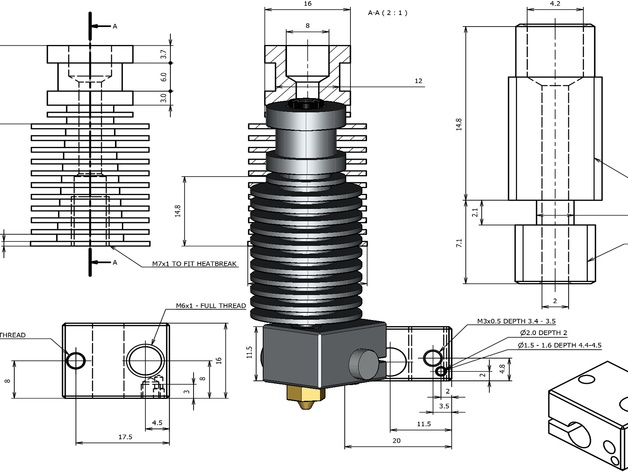 16
A-A ( 2 : 1 )
8
4.2
A
3.7
6.0
3.0
12
14.8
14.8
2.1
7.1
A
M7x1 TO FIT HEATBREAK
2
M6x1 - FULL THREAD
THREAD
M3x0.5 DEPTH 3.4 - 3.5
Ø2.0 DEPTH 2
Ø1.5 - 1.6 DEPTH 4.4-4.5
11.5
16
8
8
3
4.8
2
2
4.5
3.5
17.5
11.5
20